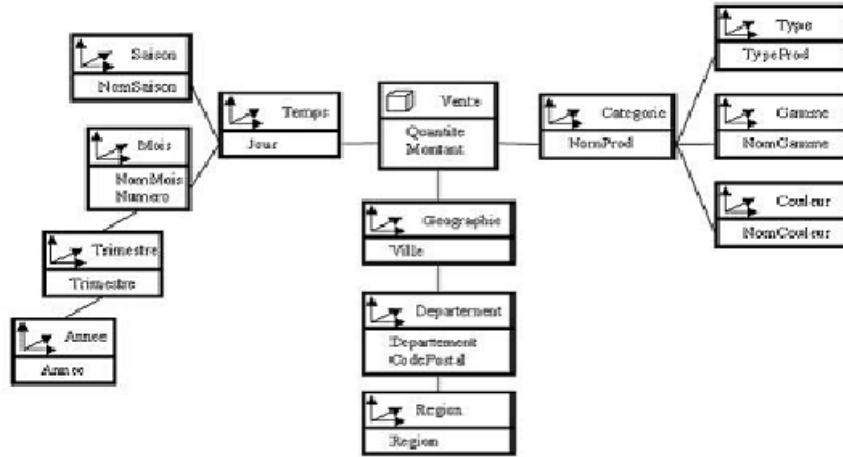 Saison
NomSaison
Mois
NomMois
Numero
Trimestre
Trimestre
Annee
Annee
Temps
Jour
Vente
Quantite
Montant
Geographie
Ville
Departement
Departement
CodePostal
Region
Region
Categorie
NomProd
Type
TypeProd
Gamme
NomGamme
Couleur
NomCouleur